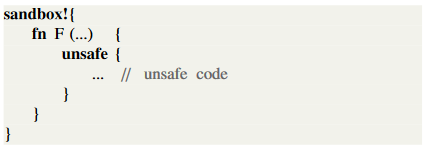 sandbox!{
fn F (...) {
unsafe {
... // unsafe code
}
}
}